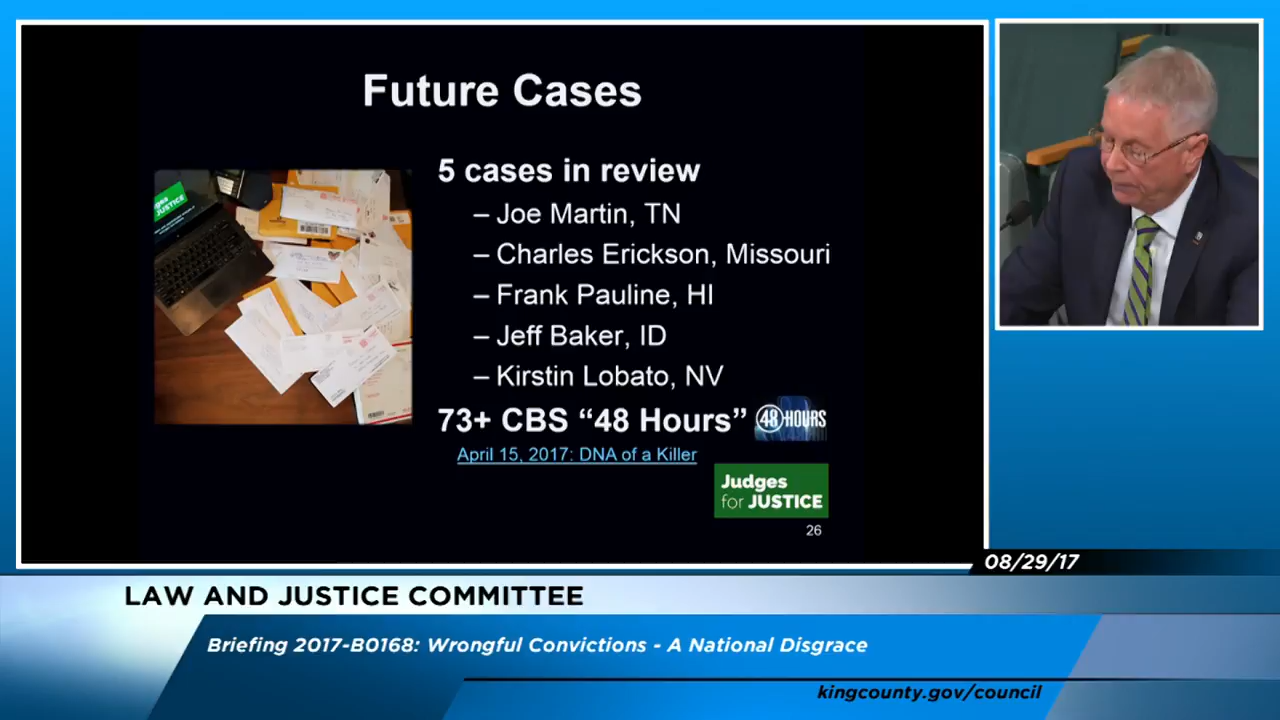 Future Cases
5 cases in review
– Joe Martin, TN
– Charles Erickson, Missouri
– Frank Pauline, HI
– Jeff Baker, ID
– Kirstin Lobato, NV
73+ CBS “48 Hours”
48 HOURS
April 15, 2017: DNA of a Killer
Judges
for JUSTICE
26
08/29/17
LAW AND JUSTICE COMMITTEE
Briefing 2017-B0168: Wrongful Convictions - A National Disgrace
kingcounty.gov/council